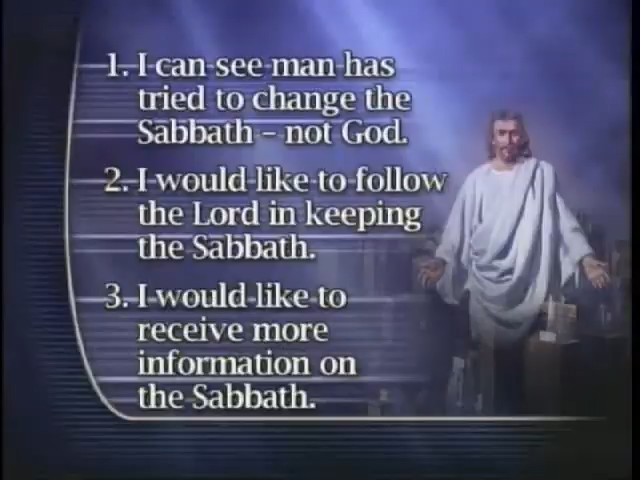 1. I can see man has
tried to change the
Sabbath – not God.
2. I would like to follow
the Lord in keeping
the Sabbath.
3. I would like to
receive more
information on
the Sabbath.